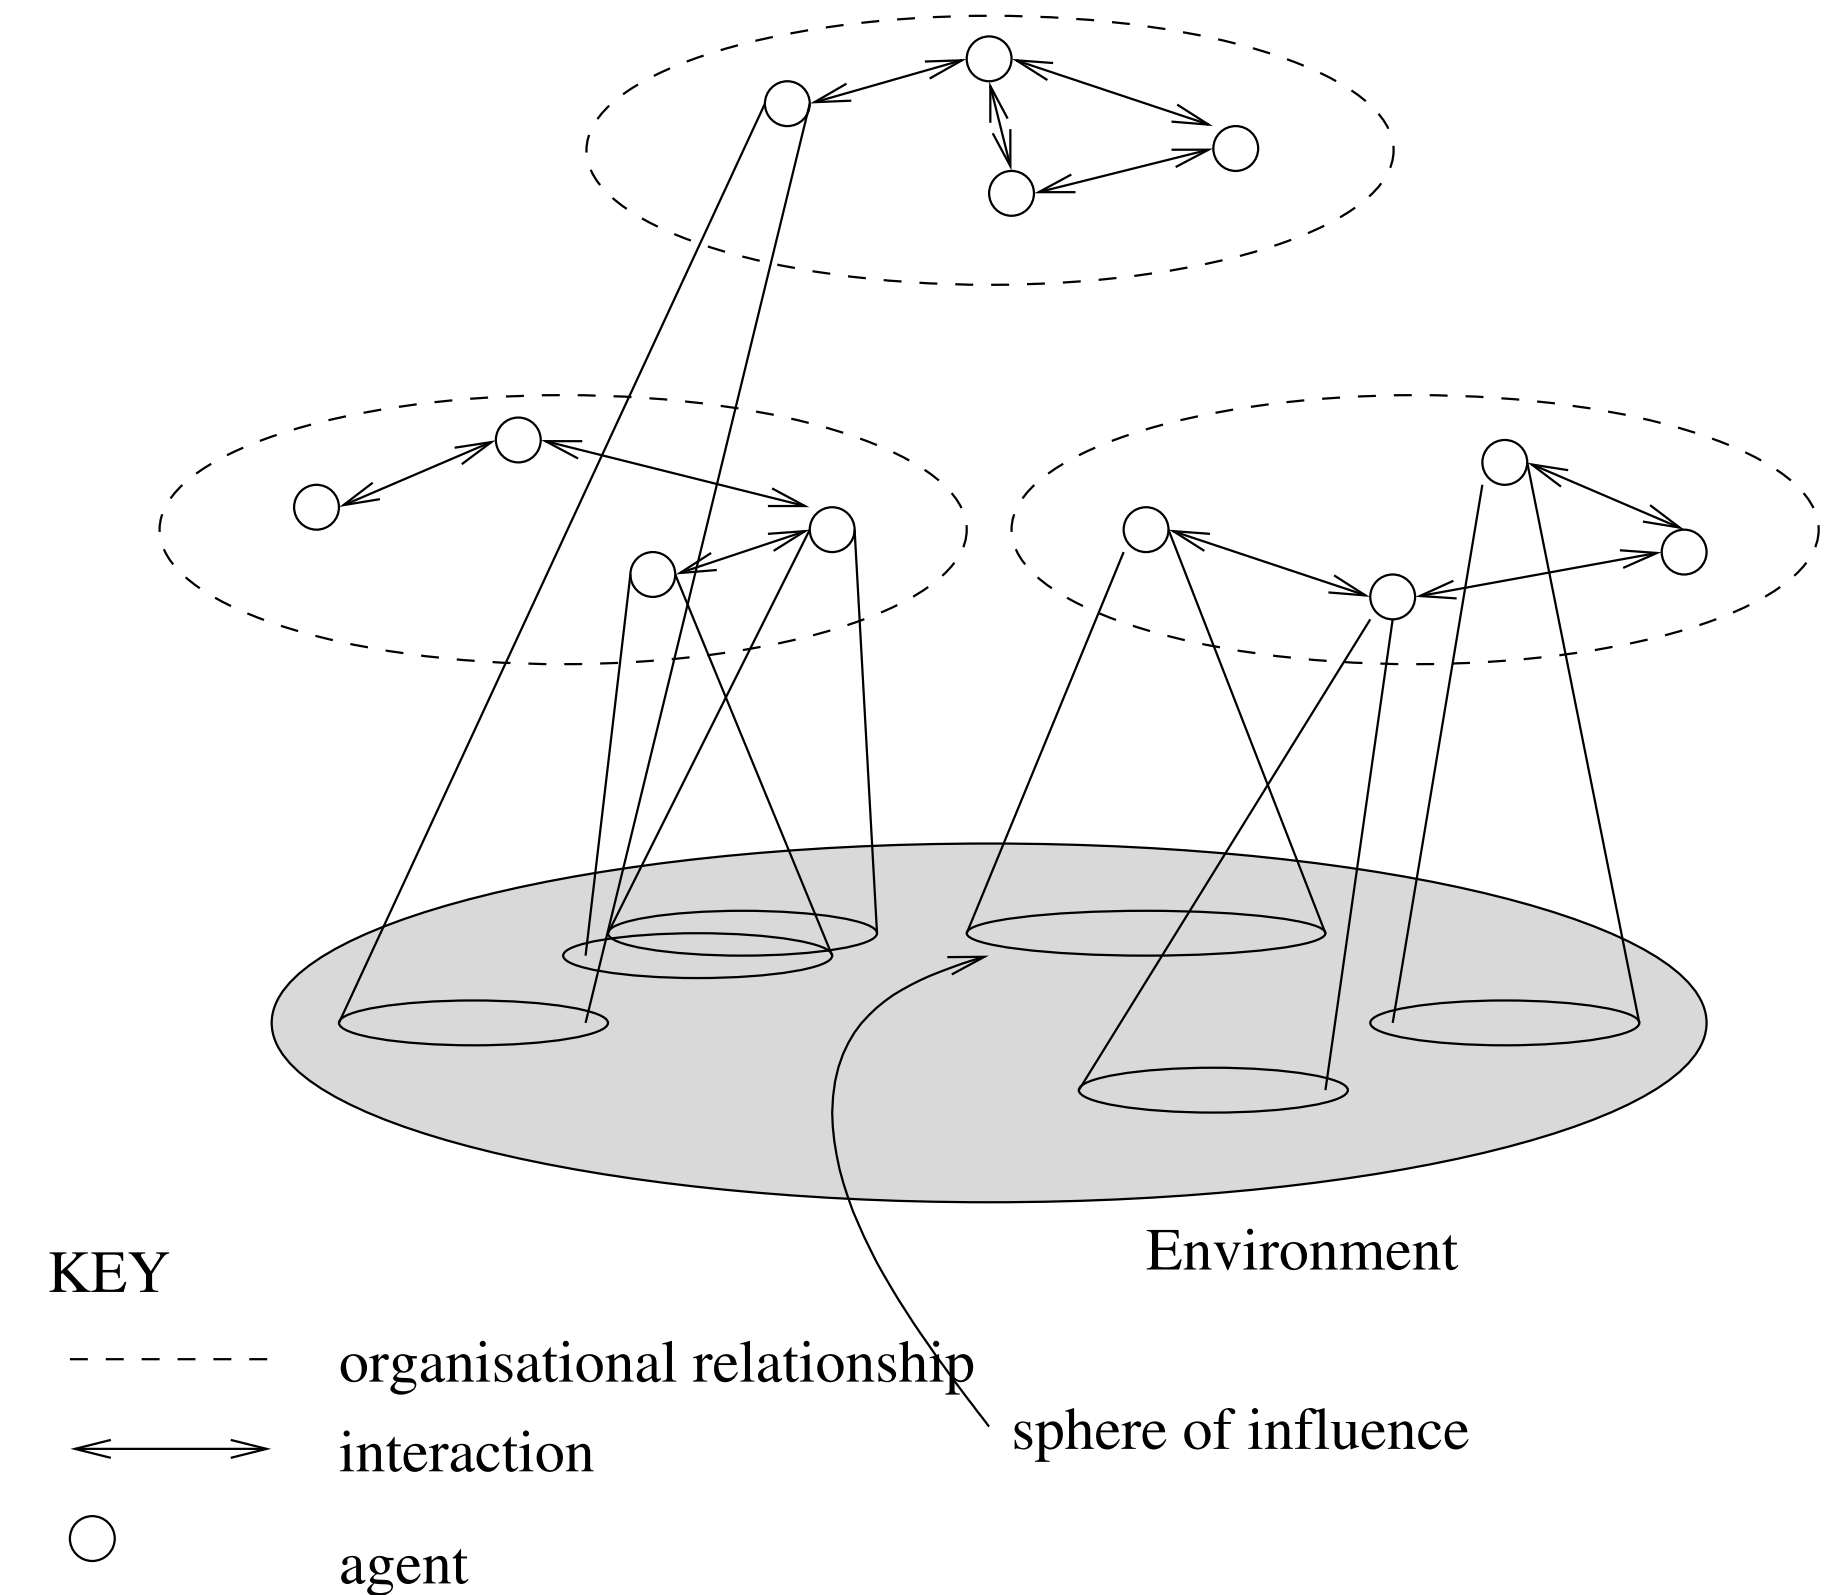 Environment
KEY
organisational relationship
sphere of influence
interaction
agent